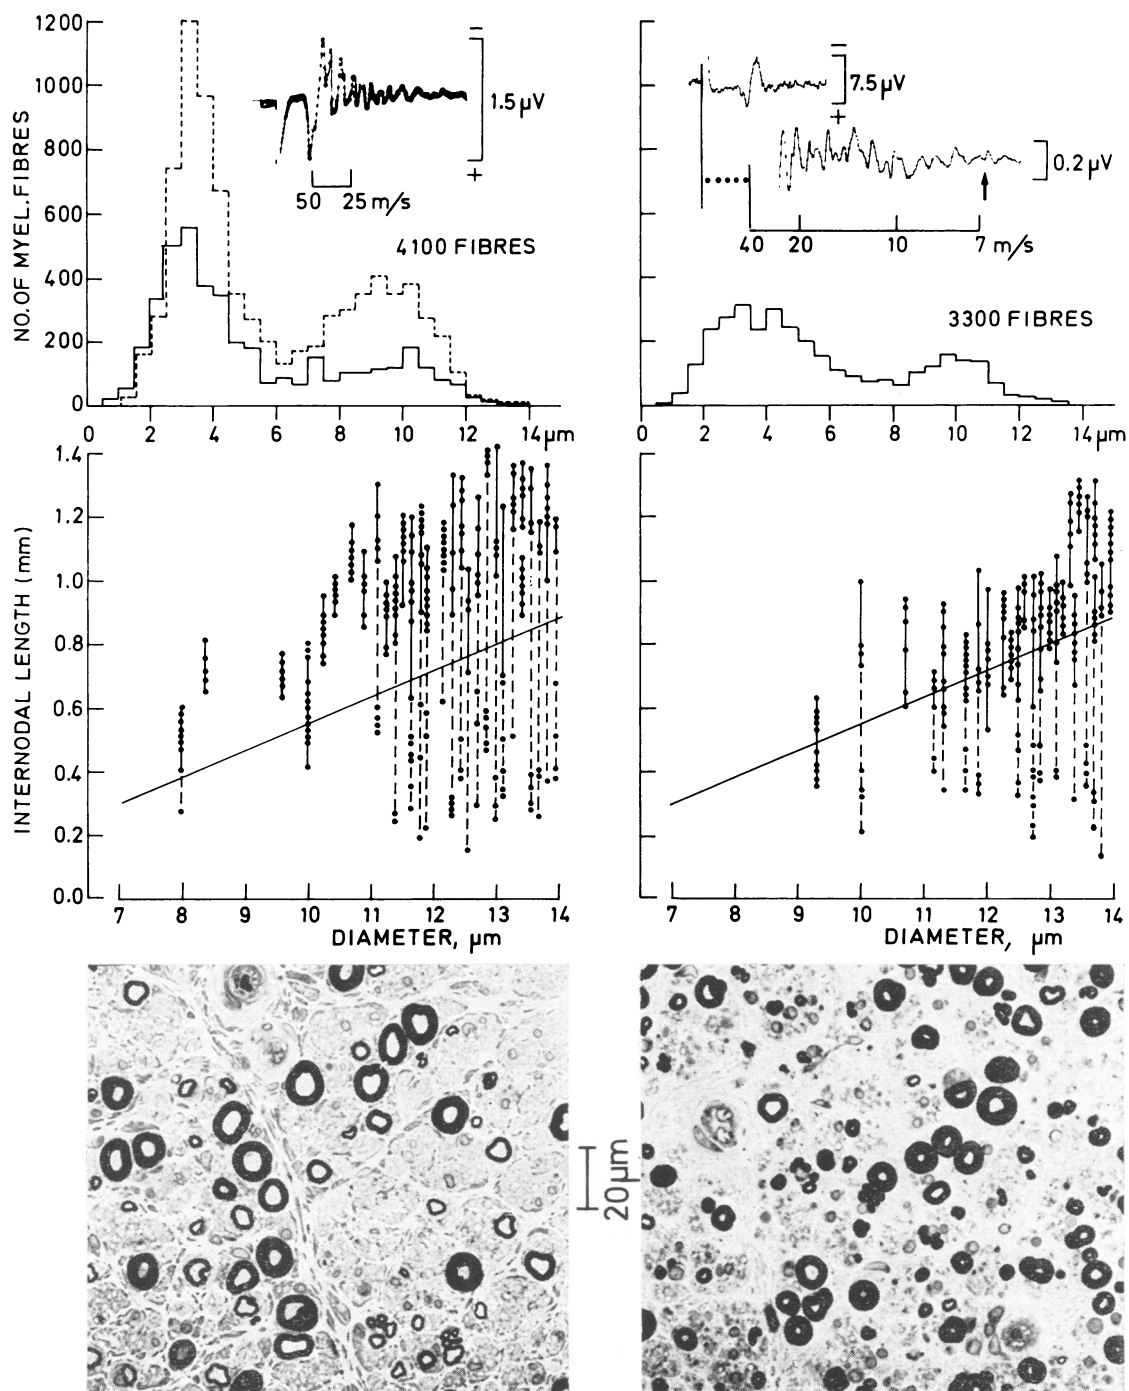 1200
1000
800
600
400
200
0
NO.OF MYEL.FIBRES
−
1.5 µV
+
50 25 m/s
4100 FIBRES
0 2 4 6 8 10 12 14 µm
−
7.5 µV
+
0.2 µV
40 20 10 7 m/s
3300 FIBRES
0 2 4 6 8 10 12 14 µm
1.4
1.2
1.0
0.8
0.6
0.4
0.2
0.0
INTERNODAL LENGTH (mm)
7 8 9 10 11 12 13 14
DIAMETER, µm
7 8 9 10 11 12 13 14
DIAMETER, µm
20µm